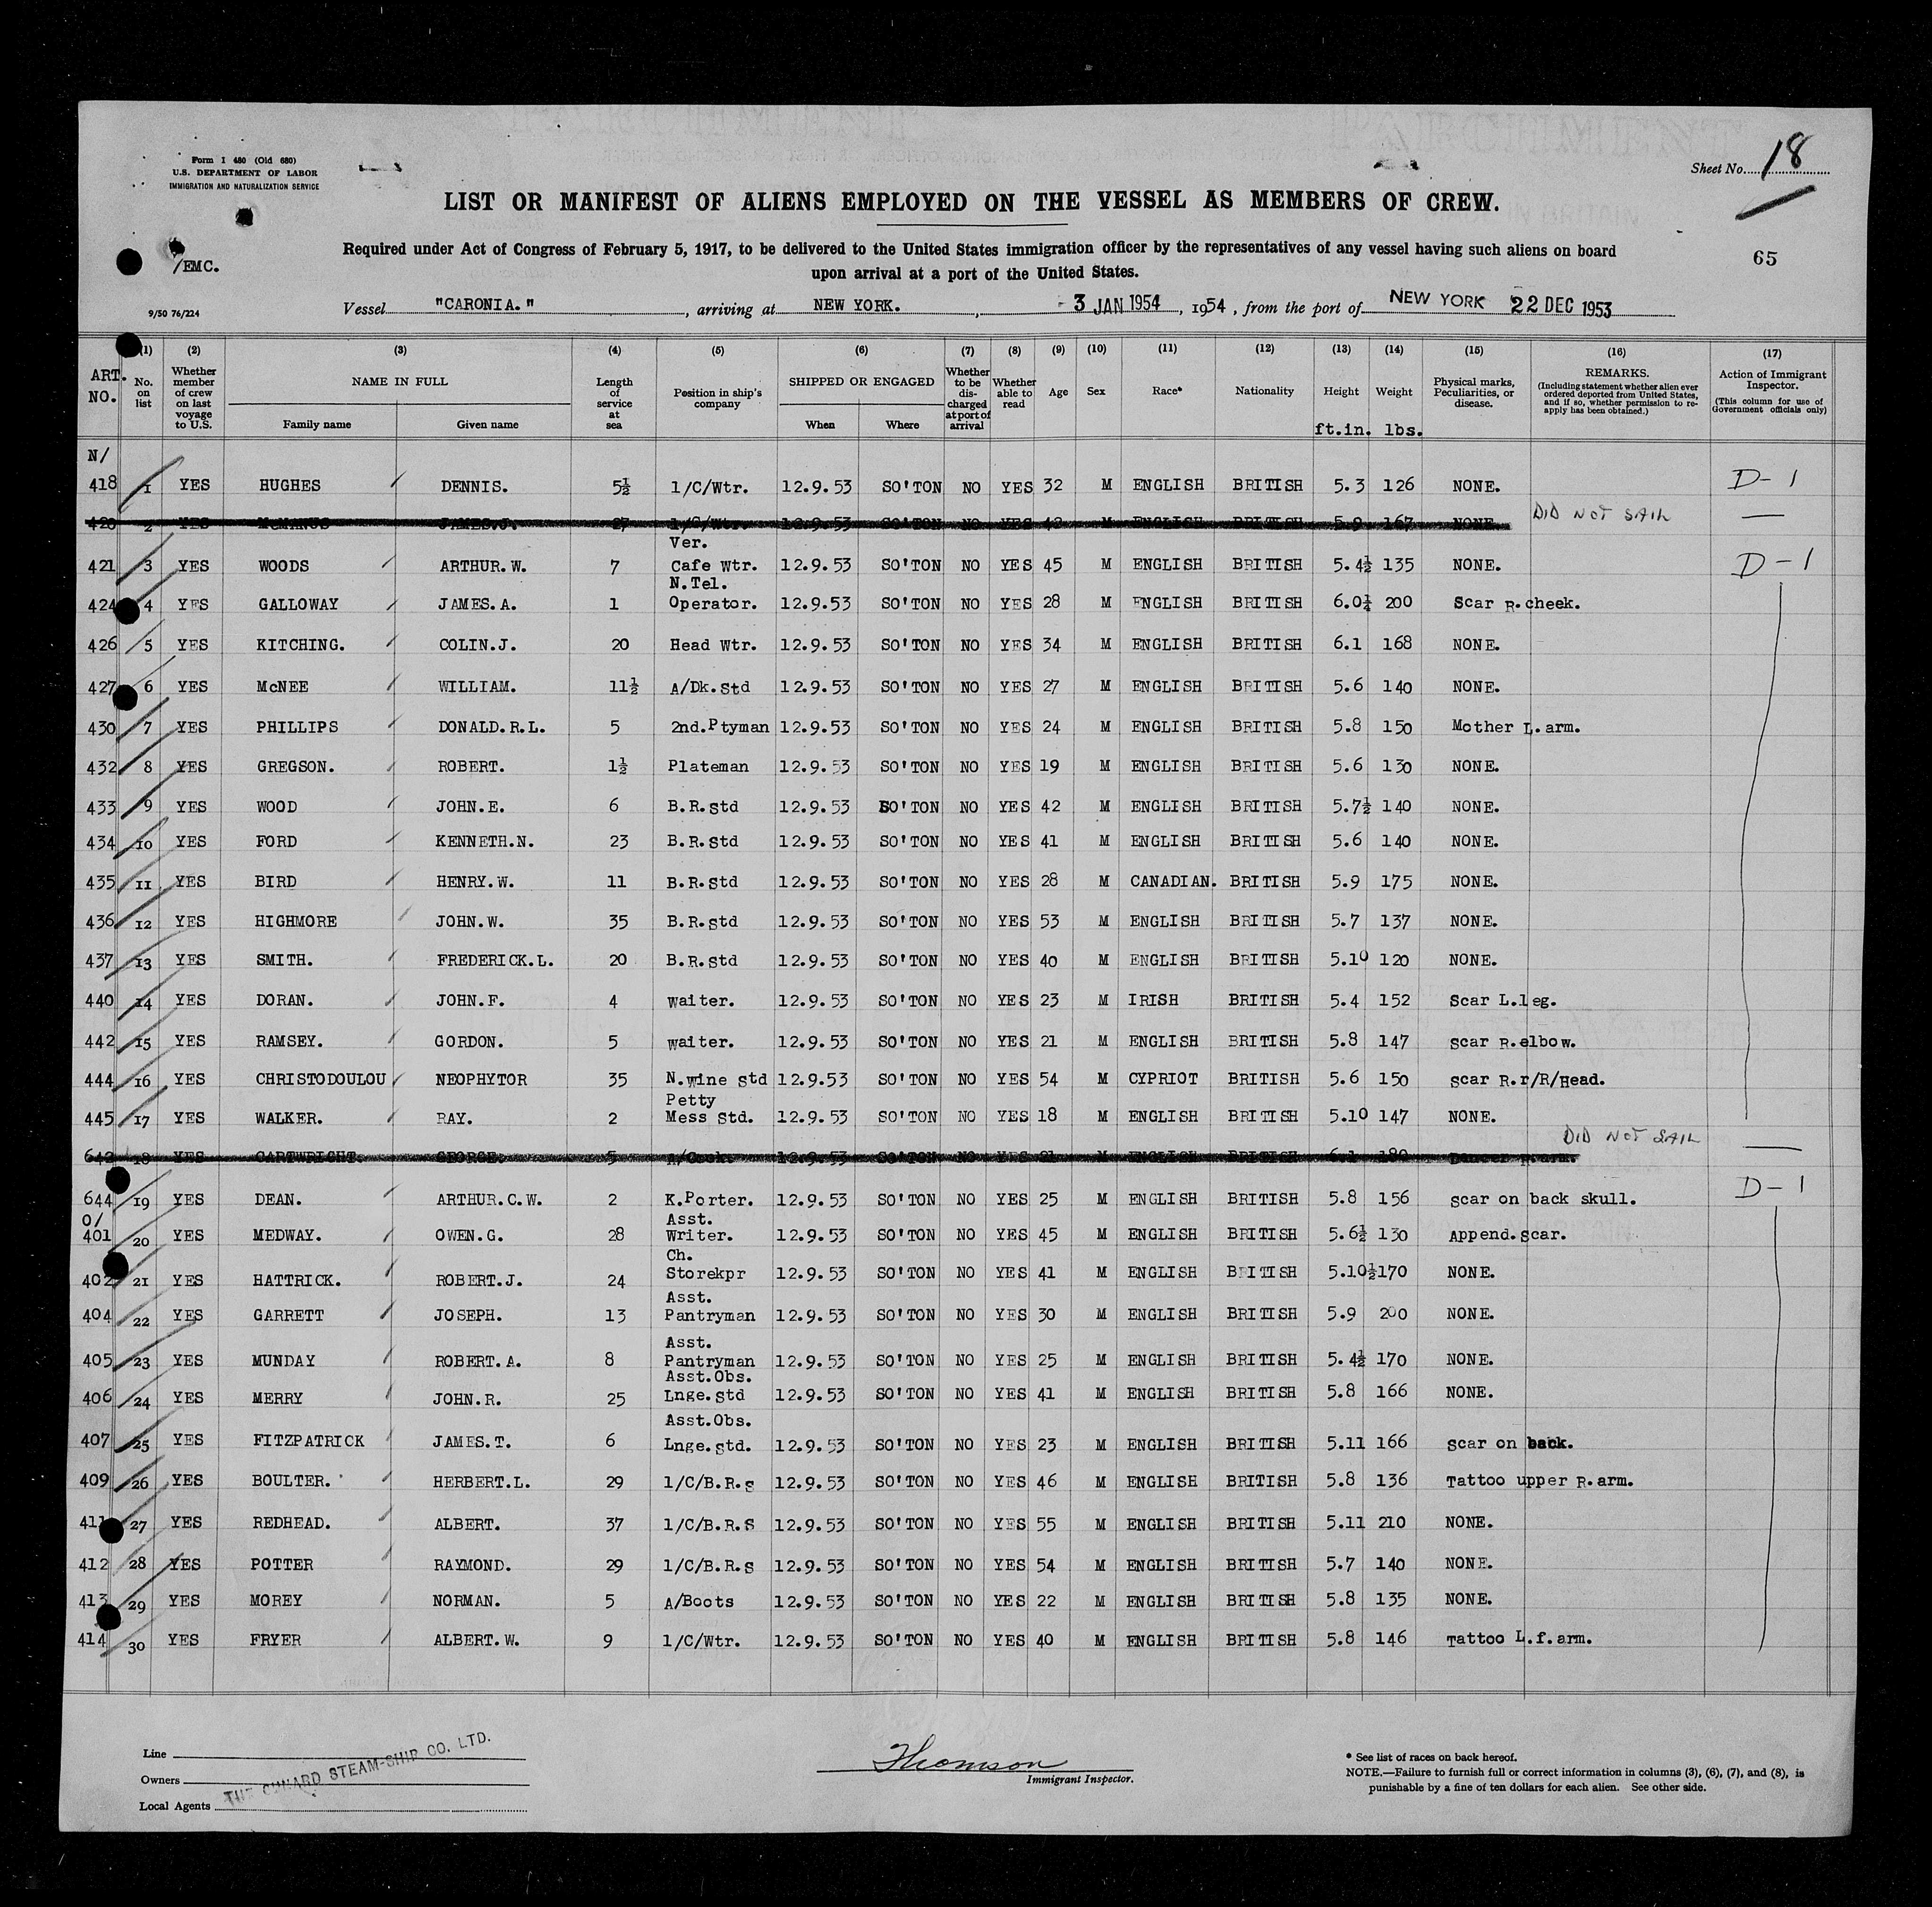 Form I 480 (Old 680)
U.S. DEPARTMENT OF LABOR
IMMIGRATION AND NATURALIZATION SERVICE
Sheet No. 18
LIST OR MANIFEST OF ALIENS EMPLOYED ON THE VESSEL AS MEMBERS OF CREW.
Required under Act of Congress of February 5, 1917, to be delivered to the United States immigration officer by the representatives of any vessel having such aliens on board
upon arrival at a port of the United States.
65
/EMC.
9/50 76/224
Vessel "CARONIA." , arriving at NEW YORK. , 3 JAN 1954 , 1954 , from the port of NEW YORK 22 DEC 1953
(1) (2) (3) (4) (5) (6) (7) (8) (9) (10) (11) (12) (13) (14) (15) (16) (17)
ART. NO. No. on list Whether member of crew on last voyage to U.S. NAME IN FULL Family name Given name Length of service at sea Position in ship's company SHIPPED OR ENGAGED When Where Whether to be discharged at port of arrival Whether able to read Age Sex Race* Nationality Height ft.in. Weight lbs. Physical marks, Peculiarities, or disease. REMARKS. (Including statement whether alien ever ordered deported from United States, and if so, whether permission to reapply has been obtained.) Action of Immigrant Inspector. (This column for use of Government officials only)
N/
418 1 YES HUGHES DENNIS. 5½ 1/C/Wtr. 12.9.53 SO'TON NO YES 32 M ENGLISH BRITISH 5.3 126 NONE. D-1
420 2 YES McMANUS JAMES.J. 27 1/C/Wtr. 12.9.53 SO'TON NO YES 42 M ENGLISH BRITISH 5.9 167 NONE. DID NOT SAIL —
421 3 YES WOODS ARTHUR.W. 7 Ver. Cafe Wtr. 12.9.53 SO'TON NO YES 45 M ENGLISH BRITISH 5.4½ 135 NONE. D-1
424 4 YES GALLOWAY JAMES.A. 1 N.Tel. Operator. 12.9.53 SO'TON NO YES 28 M ENGLISH BRITISH 6.0¼ 200 Scar R.cheek.
426 5 YES KITCHING. COLIN.J. 20 Head Wtr. 12.9.53 SO'TON NO YES 34 M ENGLISH BRITISH 6.1 168 NONE.
427 6 YES McNEE WILLIAM. 11½ A/Dk.Std 12.9.53 SO'TON NO YES 27 M ENGLISH BRITISH 5.6 140 NONE.
430 7 YES PHILLIPS DONALD.R.L. 5 2nd.Ptyman 12.9.53 SO'TON NO YES 24 M ENGLISH BRITISH 5.8 150 Mother L.arm.
432 8 YES GREGSON. ROBERT. 1½ Plateman 12.9.53 SO'TON NO YES 19 M ENGLISH BRITISH 5.6 130 NONE.
433 9 YES WOOD JOHN.E. 6 B.R.Std 12.9.53 SO'TON NO YES 42 M ENGLISH BRITISH 5.7½ 140 NONE.
434 10 YES FORD KENNETH.N. 23 B.R.Std 12.9.53 SO'TON NO YES 41 M ENGLISH BRITISH 5.6 140 NONE.
435 11 YES BIRD HENRY.W. 11 B.R.Std 12.9.53 SO'TON NO YES 28 M CANADIAN. BRITISH 5.9 175 NONE.
436 12 YES HIGHMORE JOHN.W. 35 B.R.Std 12.9.53 SO'TON NO YES 53 M ENGLISH BRITISH 5.7 137 NONE.
437 13 YES SMITH. FREDERICK.L. 20 B.R.Std 12.9.53 SO'TON NO YES 40 M ENGLISH BRITISH 5.10 120 NONE.
440 14 YES DORAN. JOHN.F. 4 Waiter. 12.9.53 SO'TON NO YES 23 M IRISH BRITISH 5.4 152 Scar L.leg.
442 15 YES RAMSEY. GORDON. 5 Waiter. 12.9.53 SO'TON NO YES 21 M ENGLISH BRITISH 5.8 147 Scar R.elbow.
444 16 YES CHRISTODOULOU NEOPHYTOR 35 N.Wine Std 12.9.53 SO'TON NO YES 54 M CYPRIOT BRITISH 5.6 150 Scar R.r/R/Head.
445 17 YES WALKER. RAY. 2 Petty Mess Std. 12.9.53 SO'TON NO YES 18 M ENGLISH BRITISH 5.10 147 NONE.
642 18 YES CARTWRIGHT. GEORGE. 5 A/Cook. 12.9.53 SO'TON NO YES 21 M ENGLISH BRITISH 6.1 180 Dancer R.arm. DID NOT SAIL —
644 19 YES DEAN. ARTHUR.C.W. 2 K.Porter. 12.9.53 SO'TON NO YES 25 M ENGLISH BRITISH 5.8 156 Scar on back skull. D-1
O/
401 20 YES MEDWAY. OWEN.G. 28 Asst. Writer. 12.9.53 SO'TON NO YES 45 M ENGLISH BRITISH 5.6½ 130 Append.Scar.
402 21 YES HATTRICK. ROBERT.J. 24 Ch. Storekpr 12.9.53 SO'TON NO YES 41 M ENGLISH BRITISH 5.10½ 170 NONE.
404 22 YES GARRETT JOSEPH. 13 Asst. Pantryman 12.9.53 SO'TON NO YES 30 M ENGLISH BRITISH 5.9 200 NONE.
405 23 YES MUNDAY ROBERT.A. 8 Asst. Pantryman 12.9.53 SO'TON NO YES 25 M ENGLISH BRITISH 5.4½ 170 NONE.
406 24 YES MERRY JOHN.R. 25 Asst.Obs. Lnge.Std 12.9.53 SO'TON NO YES 41 M ENGLISH BRITISH 5.8 166 NONE.
407 25 YES FITZPATRICK JAMES.T. 6 Asst.Obs. Lnge.Std. 12.9.53 SO'TON NO YES 23 M ENGLISH BRITISH 5.11 166 Scar on back.
409 26 YES BOULTER. HERBERT.L. 29 1/C/B.R.S 12.9.53 SO'TON NO YES 46 M ENGLISH BRITISH 5.8 136 Tattoo upper R.arm.
411 27 YES REDHEAD. ALBERT. 37 1/C/B.R.S 12.9.53 SO'TON NO YES 55 M ENGLISH BRITISH 5.11 210 NONE.
412 28 YES POTTER RAYMOND. 29 1/C/B.R.S 12.9.53 SO'TON NO YES 54 M ENGLISH BRITISH 5.7 140 NONE.
413 29 YES MOREY NORMAN. 5 A/Boots 12.9.53 SO'TON NO YES 22 M ENGLISH BRITISH 5.8 135 NONE.
414 30 YES FRYER ALBERT.W. 9 1/C/Wtr. 12.9.53 SO'TON NO YES 40 M ENGLISH BRITISH 5.8 146 Tattoo L.f.arm.
Line
Owners THE CUNARD STEAM-SHIP CO. LTD.
Local Agents
Thomson
Immigrant Inspector.
* See list of races on back hereof.
NOTE.—Failure to furnish full or correct information in columns (3), (6), (7), and (8), is
punishable by a fine of ten dollars for each alien. See other side.